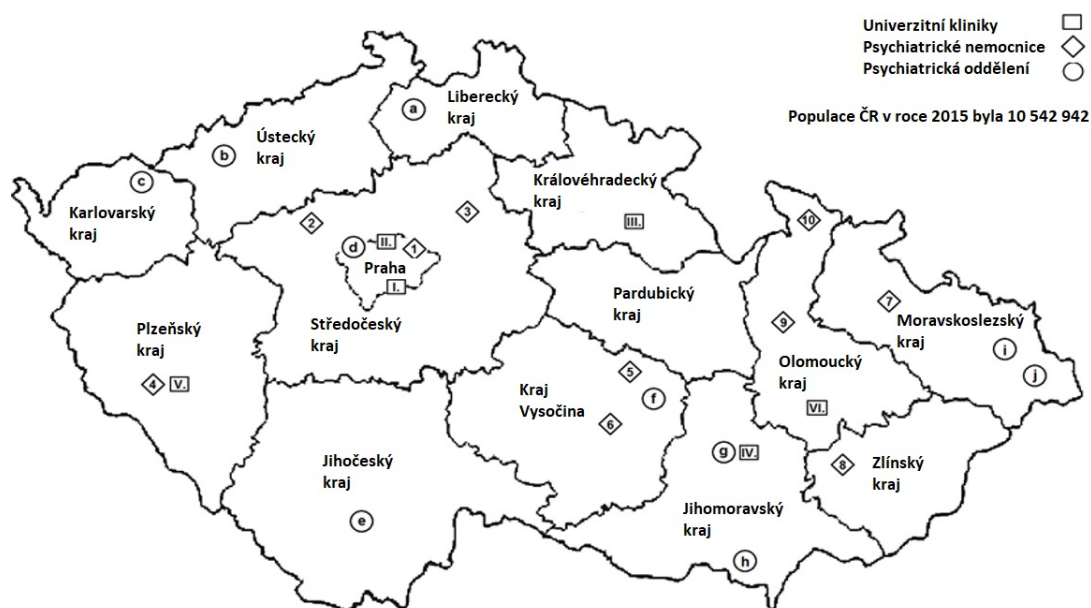 Univerzitní kliniky
Psychiatrické nemocnice
Psychiatrická oddělení
Populace ČR v roce 2015 byla 10 542 942
Liberecký
kraj
a
Ústecký
kraj
b
Královéhradecký
kraj
III.
c
Karlovarský
kraj
2
3
10
d
II.
1
Praha
I.
Středočeský
kraj
Pardubický
kraj
7
Moravskoslezský
kraj
i
j
Plzeňský
kraj
4
V.
9
Olomoucký
kraj
VI.
Kraj
Vysočina
5
f
6
Jihočeský
kraj
e
g
IV.
Jihomoravský
kraj
h
8
Zlínský
kraj